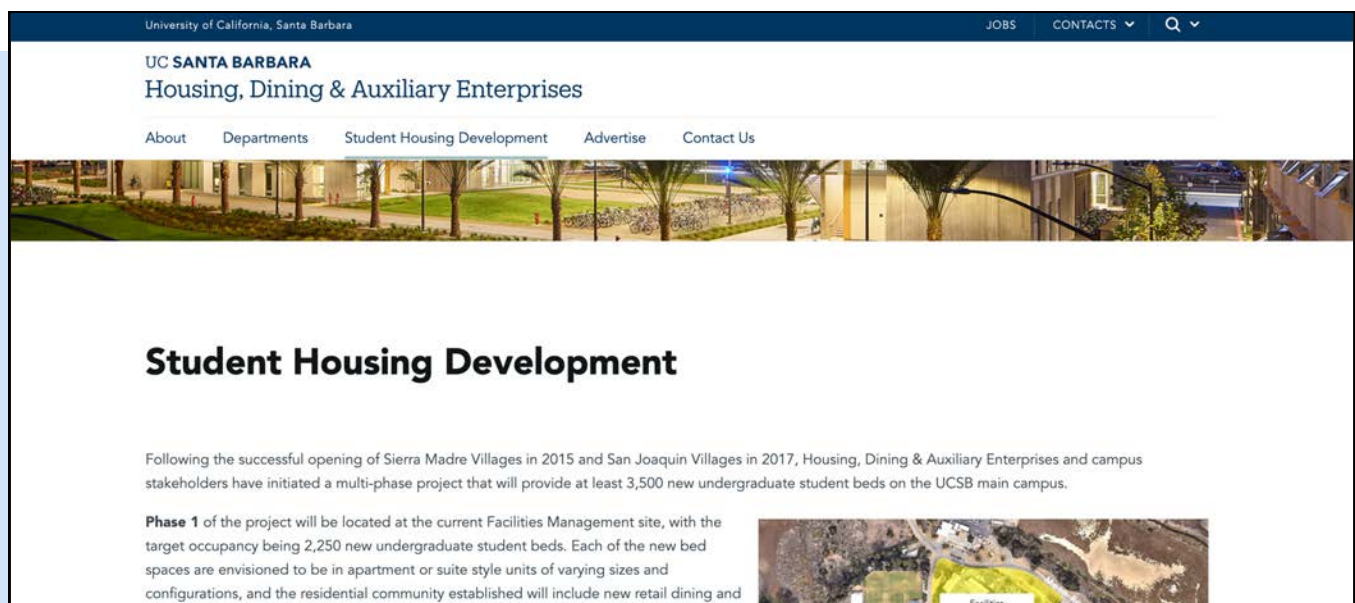 University of California, Santa Barbara
JOBS
CONTACTS
UC SANTA BARBARA
Housing, Dining & Auxiliary Enterprises
About
Departments
Student Housing Development
Advertise
Contact Us
Student Housing Development
Following the successful opening of Sierra Madre Villages in 2015 and San Joaquin Villages in 2017, Housing, Dining & Auxiliary Enterprises and campus
stakeholders have initiated a multi-phase project that will provide at least 3,500 new undergraduate student beds on the UCSB main campus.
Phase 1 of the project will be located at the current Facilities Management site, with the
target occupancy being 2,250 new undergraduate student beds. Each of the new bed
spaces are envisioned to be in apartment or suite style units of varying sizes and
configurations, and the residential community established will include new retail dining and